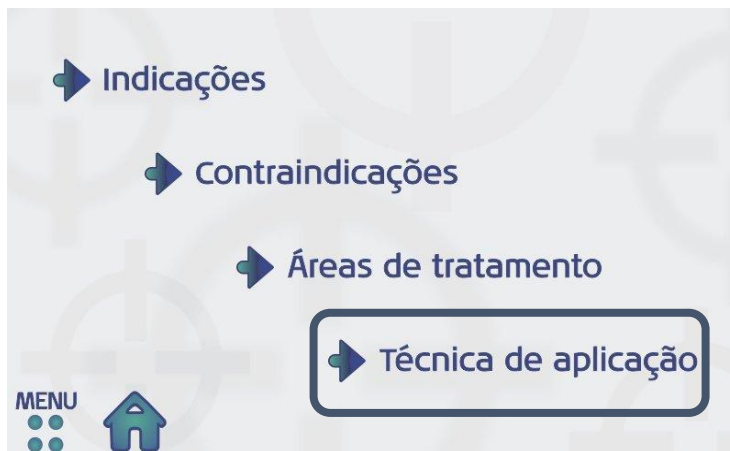 Indicações
Contraindicações
Áreas de tratamento
Técnica de aplicação
MENU